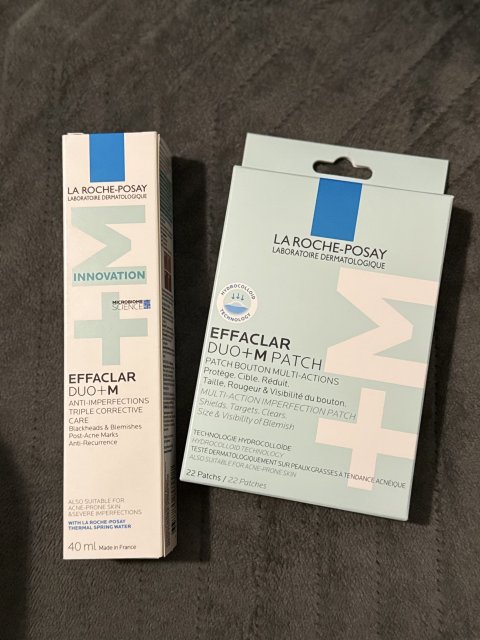 LA ROCHE-POSAY
LABORATOIRE DERMATOLOGIQUE
+M
INNOVATION
MICROBIOME
SCIENCE
EFFACLAR
DUO+M
ANTI-IMPERFECTIONS
TRIPLE CORRECTIVE
CARE
Blackheads & Blemishes
Post-Acne Marks
Anti-Recurrence
ALSO SUITABLE FOR
ACNE-PRONE SKIN
& SEVERE IMPERFECTIONS
WITH LA ROCHE-POSAY
THERMAL SPRING WATER
40 ml Made in France
LA ROCHE-POSAY
LABORATOIRE DERMATOLOGIQUE
+M
HYDROCOLLOID
TECHNOLOGY
EFFACLAR
DUO+M PATCH
PATCH BOUTON MULTI-ACTIONS
Protège, Cible, Réduit.
Taille, Rougeur & Visibilité du bouton.
MULTI-ACTION IMPERFECTION PATCH
Shields, Targets, Clears.
Size & Visibility of Blemish
TECHNOLOGIE HYDROCOLLOÏDE
HYDROCOLLOID TECHNOLOGY
TESTÉ DERMATOLOGIQUEMENT SUR PEAUX GRASSES À TENDANCE ACNÉIQUE
ALSO SUITABLE FOR ACNE-PRONE SKIN
22 Patchs / 22 Patches